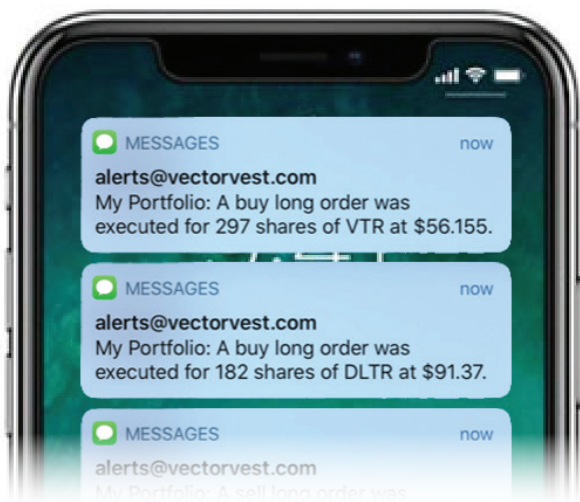 MESSAGES now
alerts@vectorvest.com
My Portfolio: A buy long order was
executed for 297 shares of VTR at $56.155.
MESSAGES now
alerts@vectorvest.com
My Portfolio: A buy long order was
executed for 182 shares of DLTR at $91.37.
MESSAGES now
alerts@vectorvest.com
My Portfolio: A sell long order was